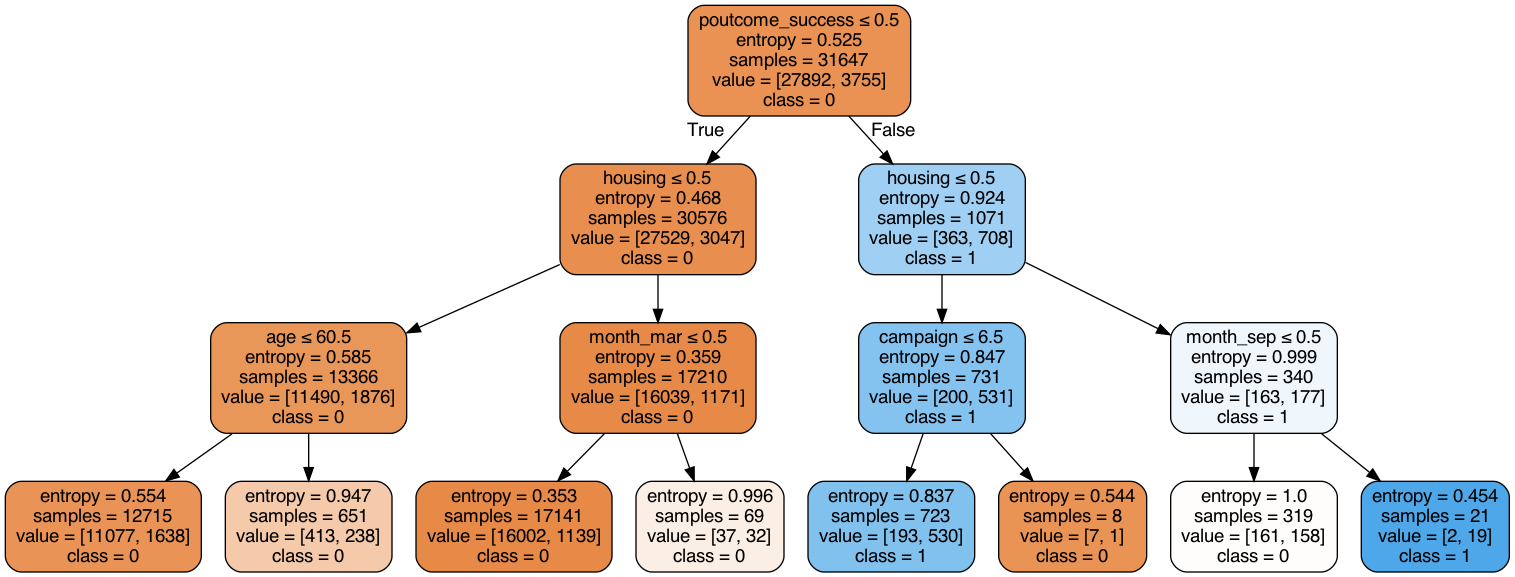 poutcome_success ≤ 0.5
entropy = 0.525
samples = 31647
value = [27892, 3755]
class = 0
True
False
housing ≤ 0.5
entropy = 0.468
samples = 30576
value = [27529, 3047]
class = 0
housing ≤ 0.5
entropy = 0.924
samples = 1071
value = [363, 708]
class = 1
age ≤ 60.5
entropy = 0.585
samples = 13366
value = [11490, 1876]
class = 0
month_mar ≤ 0.5
entropy = 0.359
samples = 17210
value = [16039, 1171]
class = 0
campaign ≤ 6.5
entropy = 0.847
samples = 731
value = [200, 531]
class = 1
month_sep ≤ 0.5
entropy = 0.999
samples = 340
value = [163, 177]
class = 1
entropy = 0.554
samples = 12715
value = [11077, 1638]
class = 0
entropy = 0.947
samples = 651
value = [413, 238]
class = 0
entropy = 0.353
samples = 17141
value = [16002, 1139]
class = 0
entropy = 0.996
samples = 69
value = [37, 32]
class = 0
entropy = 0.837
samples = 723
value = [193, 530]
class = 1
entropy = 0.544
samples = 8
value = [7, 1]
class = 0
entropy = 1.0
samples = 319
value = [161, 158]
class = 0
entropy = 0.454
samples = 21
value = [2, 19]
class = 1